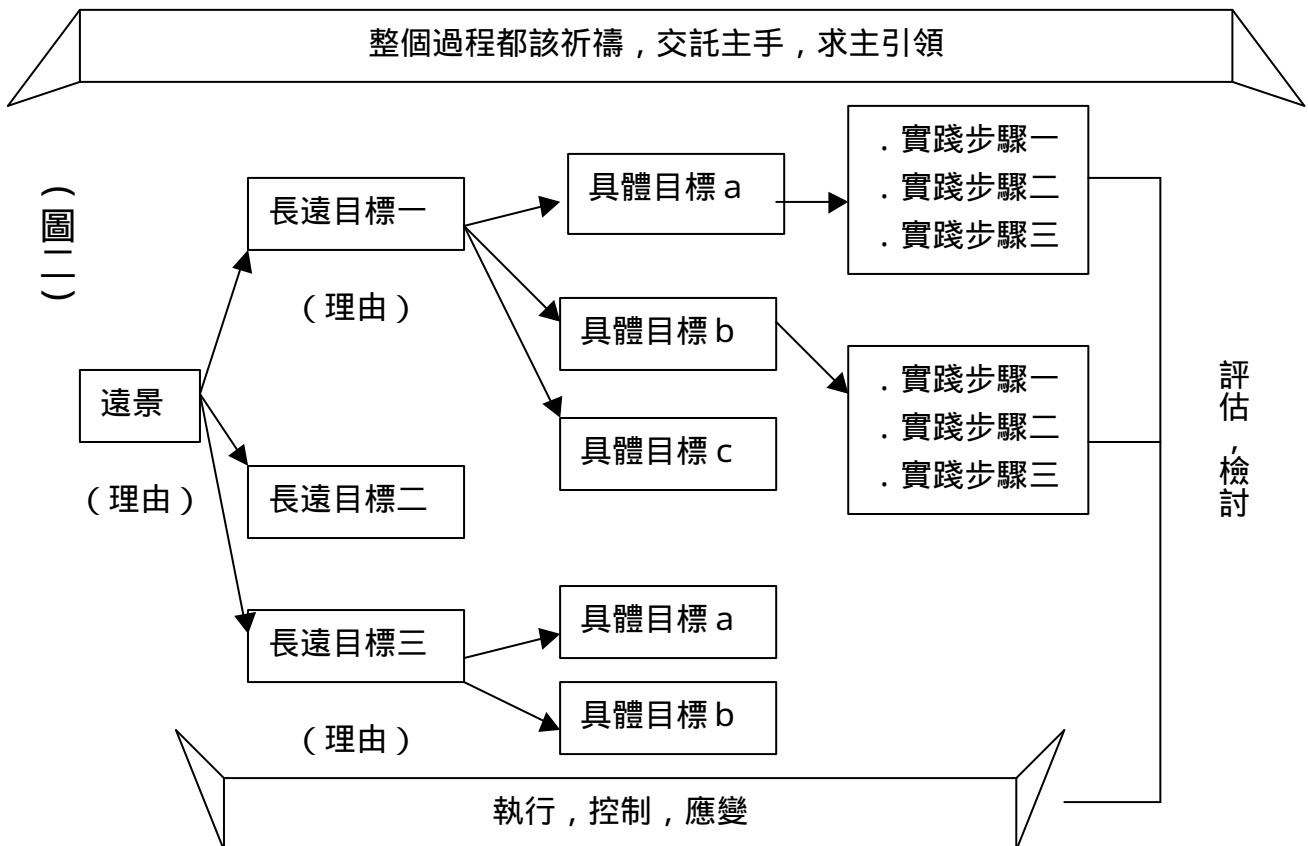 整個過程都該祈禱，交託主手，求主引領
（圖二）
遠景
（理由）
長遠目標一
（理由）
長遠目標二
長遠目標三
（理由）
具體目標 a
具體目標 b
具體目標 c
具體目標 a
具體目標 b
．實踐步驟一
．實踐步驟二
．實踐步驟三
．實踐步驟一
．實踐步驟二
．實踐步驟三
評估，檢討
執行，控制，應變